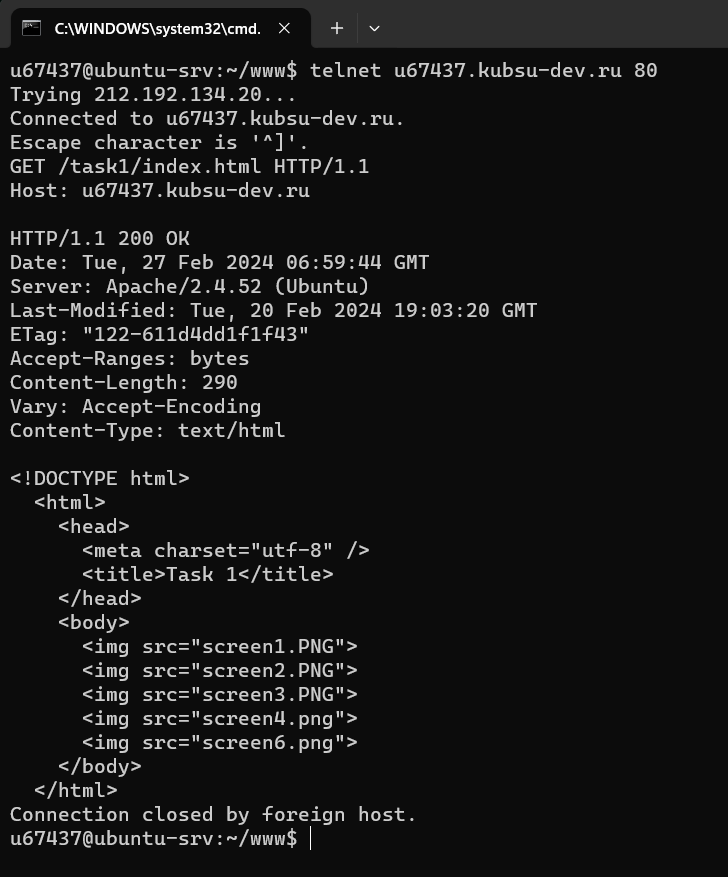 C:\WINDOWS\system32\cmd.
u67437@ubuntu-srv:~/www$ telnet u67437.kubsu-dev.ru 80
Trying 212.192.134.20...
Connected to u67437.kubsu-dev.ru.
Escape character is '^]'.
GET /task1/index.html HTTP/1.1
Host: u67437.kubsu-dev.ru

HTTP/1.1 200 OK
Date: Tue, 27 Feb 2024 06:59:44 GMT
Server: Apache/2.4.52 (Ubuntu)
Last-Modified: Tue, 20 Feb 2024 19:03:20 GMT
ETag: "122-611d4dd1f1f43"
Accept-Ranges: bytes
Content-Length: 290
Vary: Accept-Encoding
Content-Type: text/html

<!DOCTYPE html>
  <html>
    <head>
      <meta charset="utf-8" />
      <title>Task 1</title>
    </head>
    <body>
      <img src="screen1.PNG">
      <img src="screen2.PNG">
      <img src="screen3.PNG">
      <img src="screen4.png">
      <img src="screen6.png">
    </body>
  </html>
Connection closed by foreign host.
u67437@ubuntu-srv:~/www$